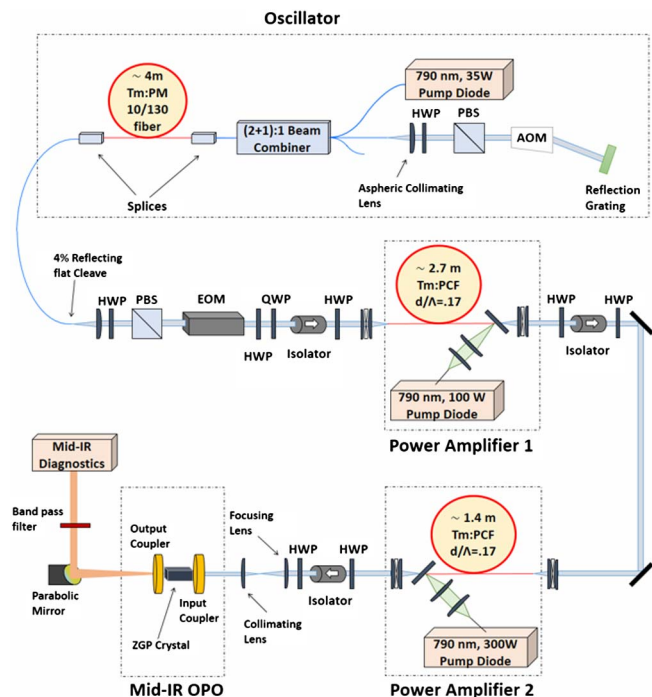 Oscillator
~ 4m
Tm:PM
10/130
fiber
(2+1):1 Beam
Combiner
790 nm, 35W
Pump Diode
HWP
PBS
AOM
Splices
Aspheric Collimating
Lens
Reflection
Grating
4% Reflecting
flat Cleave
HWP
PBS
EOM
QWP
HWP
HWP
Isolator
~ 2.7 m
Tm:PCF
d/Λ=.17
790 nm, 100 W
Pump Diode
Power Amplifier 1
HWP
HWP
Isolator
Mid-IR
Diagnostics
Band pass
filter
Parabolic
Mirror
Output
Coupler
Input
Coupler
ZGP Crystal
Mid-IR OPO
Focusing
Lens
Collimating
Lens
HWP
HWP
Isolator
~ 1.4 m
Tm:PCF
d/Λ=.17
790 nm, 300W
Pump Diode
Power Amplifier 2